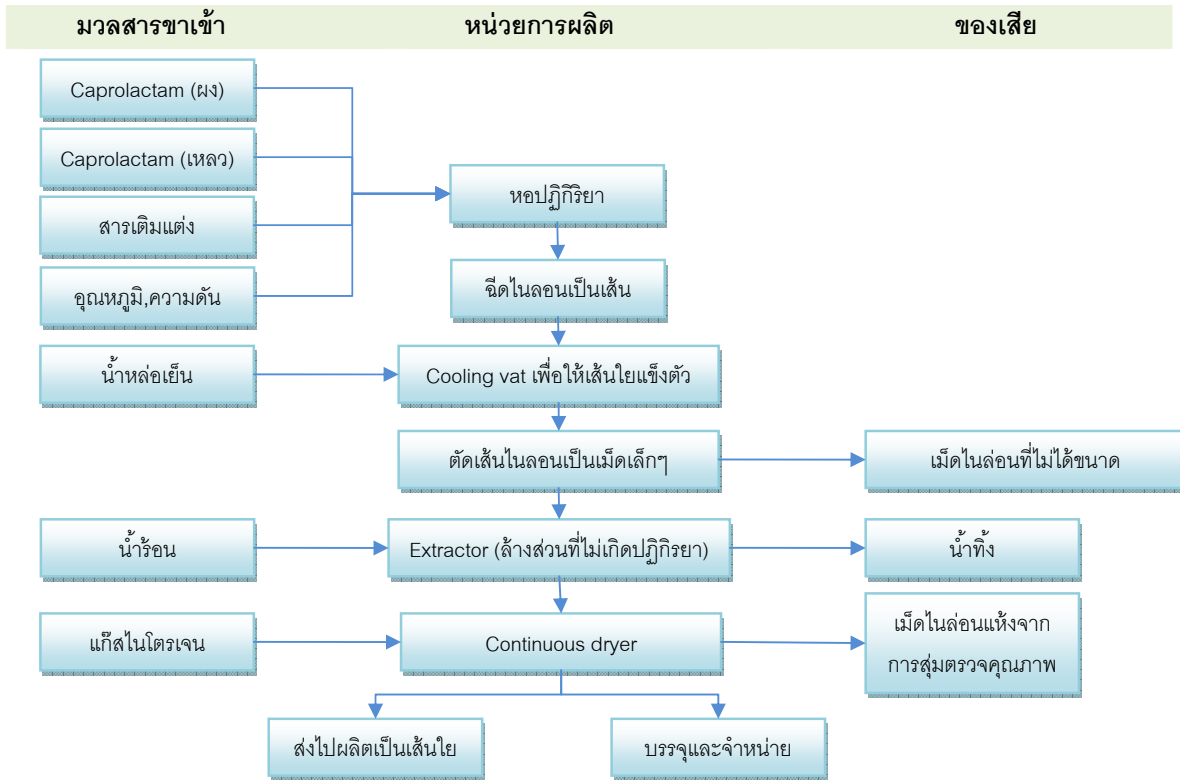 มวลสารขาเข้า หน่วยการผลิต ของเสีย
Caprolactam (ผง)
Caprolactam (เหลว)
หอปฏิกิริยา
สารเติมแต่ง
อุณหภูมิ,ความดัน
ฉีดไนลอนเป็นเส้น
น้ำหล่อเย็น
Cooling vat เพื่อให้เส้นใยแข็งตัว
ตัดเส้นไนลอนเป็นเม็ดเล็กๆ
เม็ดไนล่อนที่ไม่ได้ขนาด
น้ำร้อน
Extractor (ล้างส่วนที่ไม่เกิดปฏิกิรยา)
น้ำทิ้ง
แก๊สไนโตรเจน
Continuous dryer
เม็ดไนล่อนแห้งจาก
การสุ่มตรวจคุณภาพ
ส่งไปผลิตเป็นเส้นใย
บรรจุและจำหน่าย